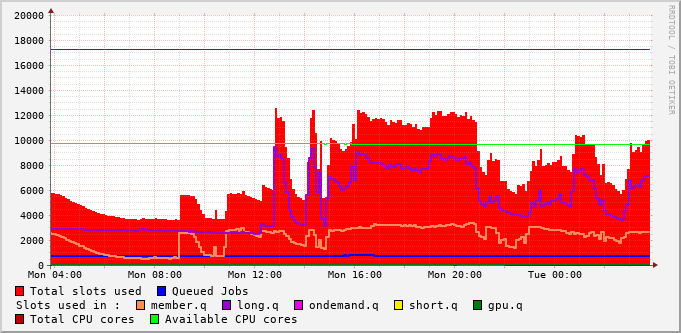 20000
18000
16000
14000
12000
10000
8000
6000
4000
2000
0
Mon 04:00 Mon 08:00 Mon 12:00 Mon 16:00 Mon 20:00 Tue 00:00
RRDTOOL / TOBI OETIKER
Total slots used Queued Jobs
Slots used in : member.q long.q ondemand.q short.q gpu.q
Total CPU cores Available CPU cores